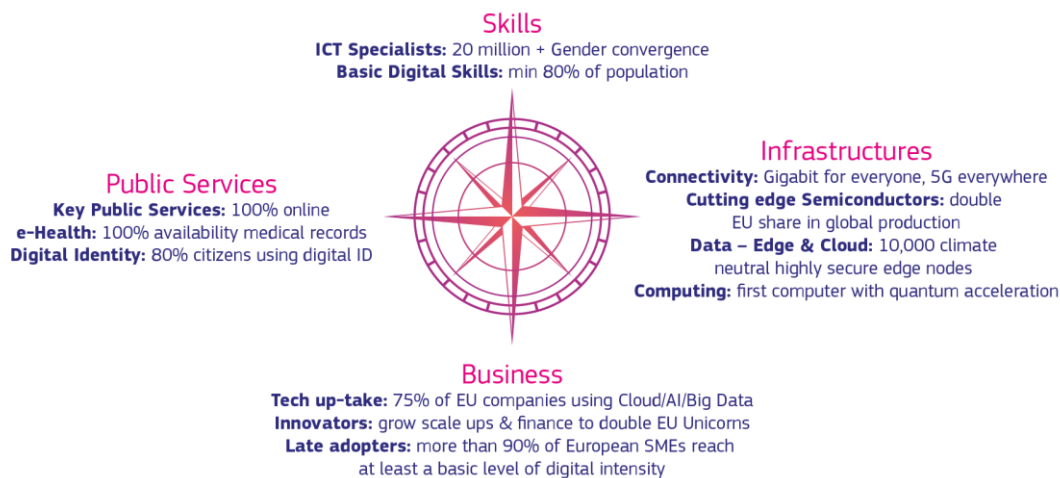 Skills
ICT Specialists: 20 million + Gender convergence
Basic Digital Skills: min 80% of population
Public Services
Key Public Services: 100% online
e-Health: 100% availability medical records
Digital Identity: 80% citizens using digital ID
Infrastructures
Connectivity: Gigabit for everyone, 5G everywhere
Cutting edge Semiconductors: double
EU share in global production
Data – Edge & Cloud: 10,000 climate
neutral highly secure edge nodes
Computing: first computer with quantum acceleration
Business
Tech up-take: 75% of EU companies using Cloud/AI/Big Data
Innovators: grow scale ups & finance to double EU Unicorns
Late adopters: more than 90% of European SMEs reach
at least a basic level of digital intensity